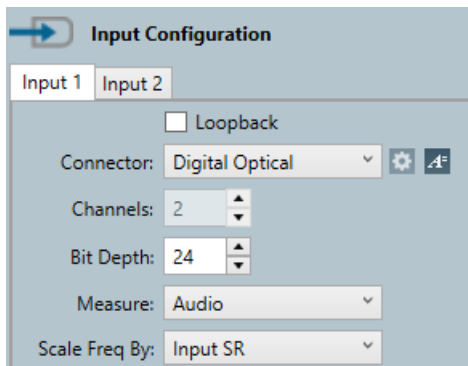 Input Configuration
Input 1 Input 2
Loopback
Connector: Digital Optical
Channels: 2
Bit Depth: 24
Measure: Audio
Scale Freq By: Input SR